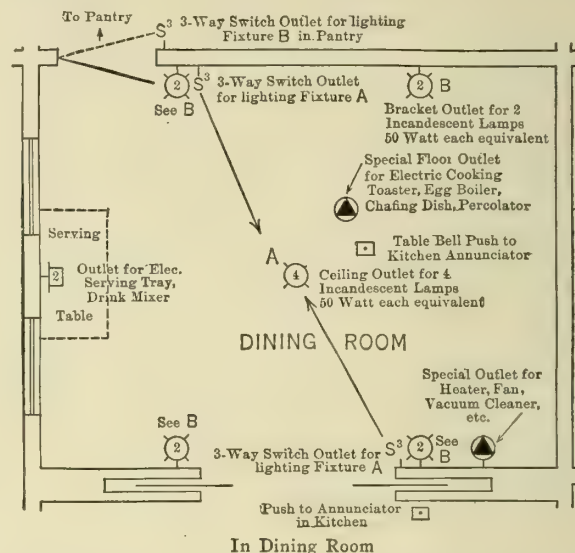 To Pantry
S³ 3-Way Switch Outlet for lighting
Fixture B in Pantry
2
See B
S³ 3-Way Switch Outlet
for lighting Fixture A
2 B
Bracket Outlet for 2
Incandescent Lamps
50 Watt each equivalent
Special Floor Outlet
for Electric Cooking
Toaster, Egg Boiler,
Chafing Dish, Percolator
Serving
2
Table
Outlet for Elec.
Serving Tray,
Drink Mixer
Table Bell Push to
Kitchen Annunciator
A
4
Ceiling Outlet for 4
Incandescent Lamps
50 Watt each equivalent
DINING ROOM
Special Outlet for
Heater, Fan,
Vacuum Cleaner,
etc.
See B
2
3-Way Switch Outlet for
lighting Fixture A
S³
2
See
B
Push to Annunciator
in Kitchen
In Dining Room